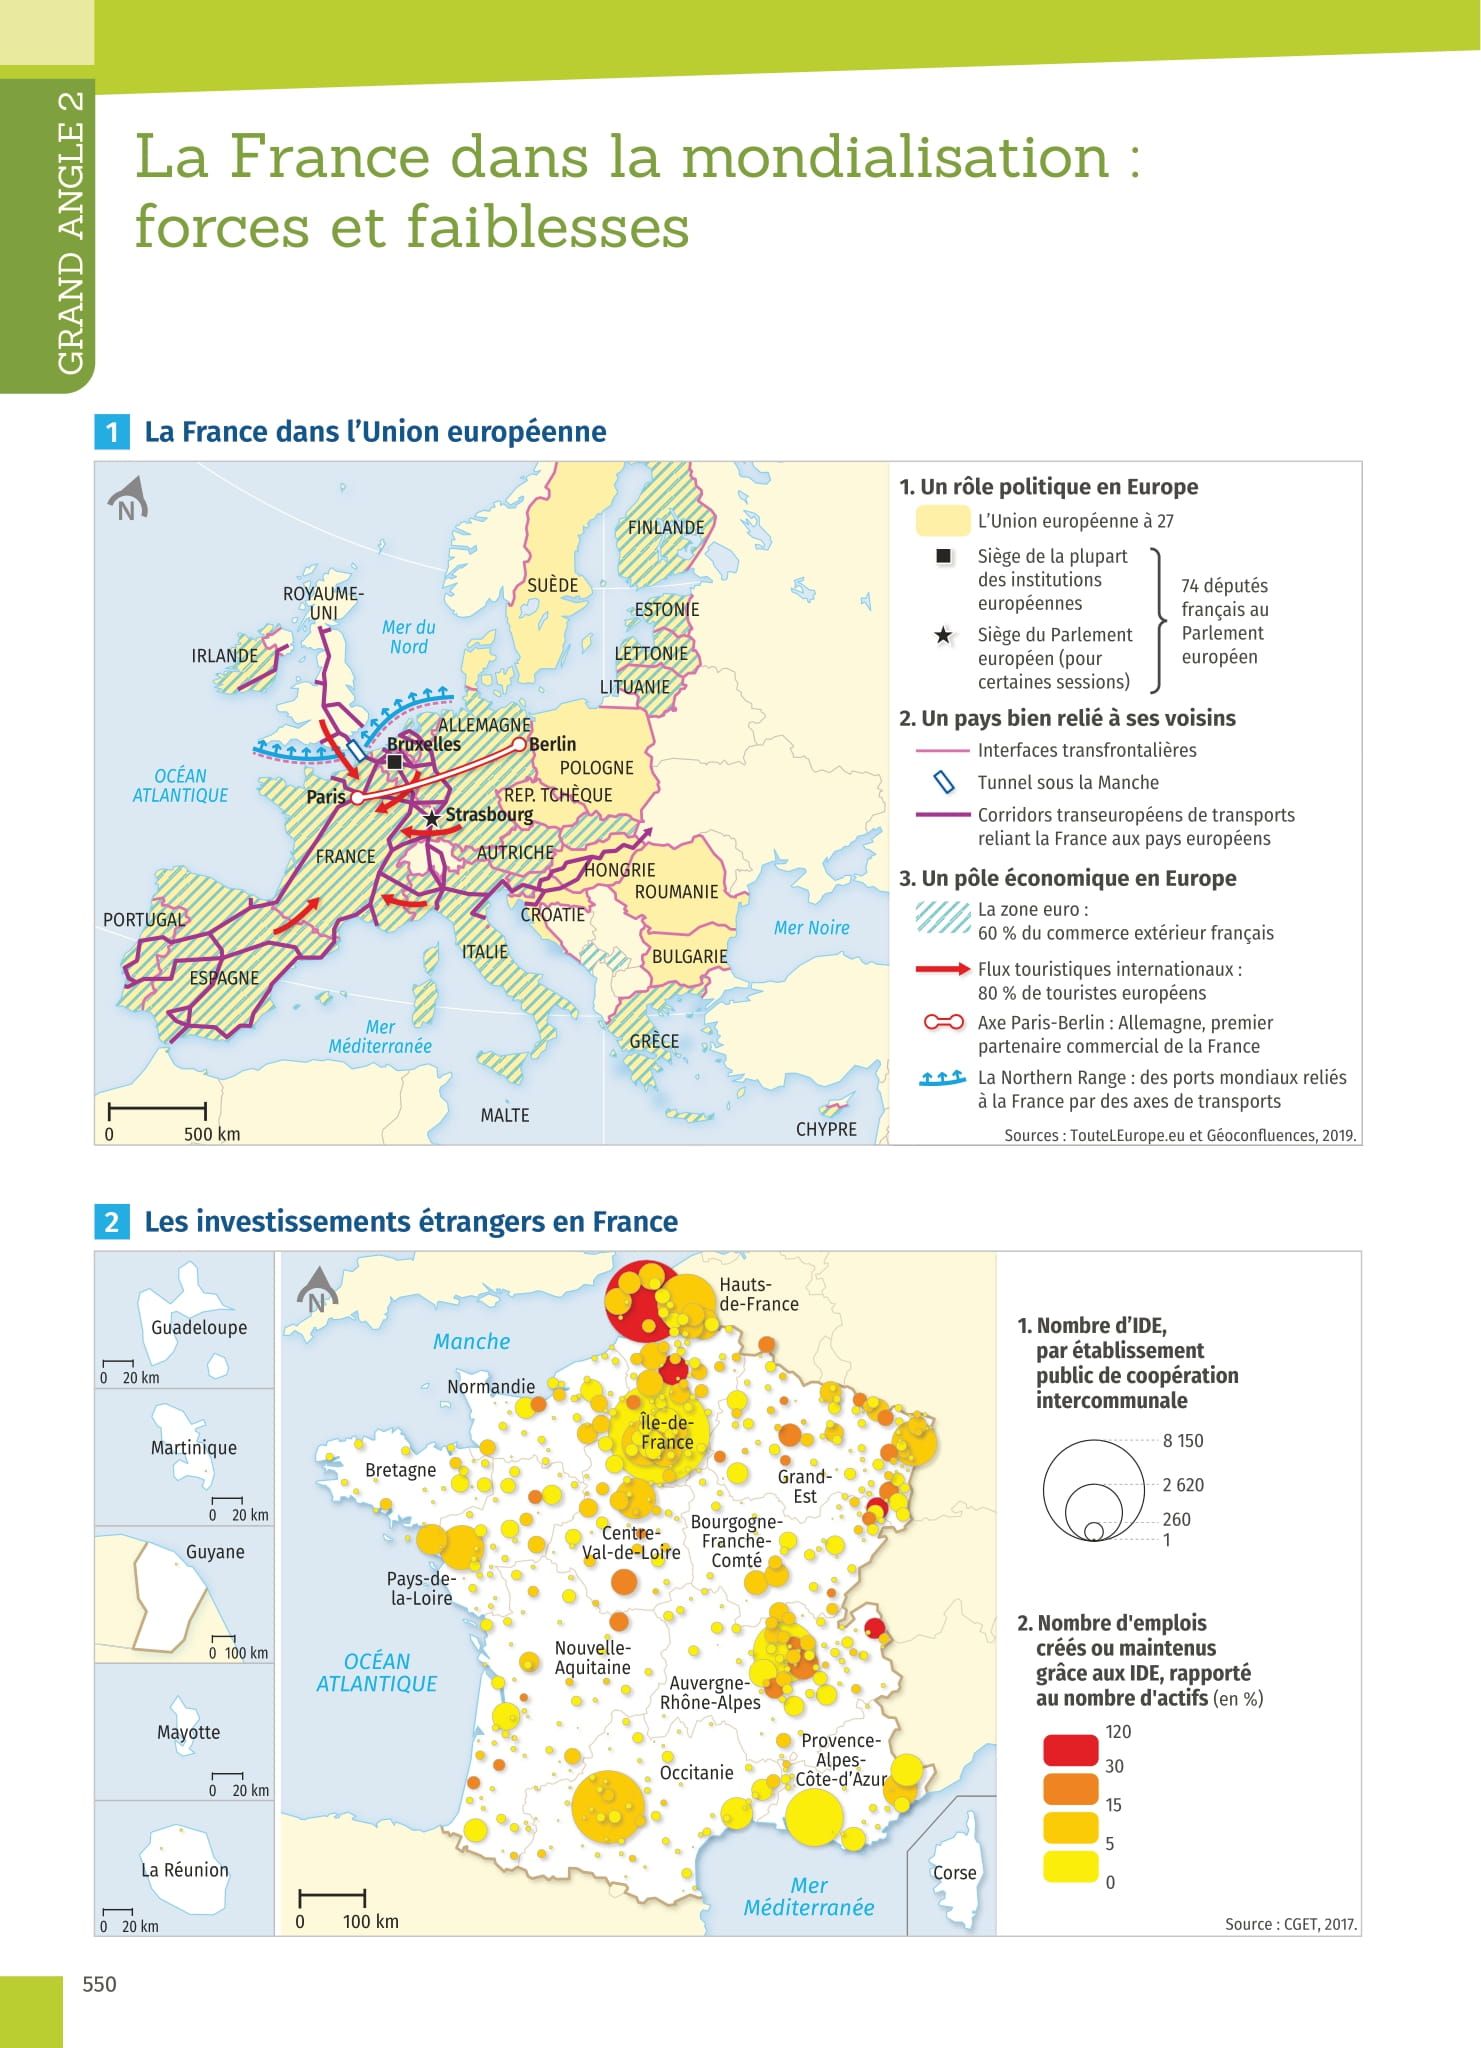 GRAND ANGLE 2
La France dans la mondialisation :
forces et faiblesses
1 La France dans l'Union européenne
N
FINLANDE
SUÈDE
ROYAUME-
UNI
ESTONIE
Mer du
Nord
IRLANDE
LETTONIE
LITUANIE
ALLEMAGNE
Bruxelles
Berlin
POLOGNE
OCÉAN
ATLANTIQUE
Paris
REP. TCHÈQUE
Strasbourg
FRANCE
AUTRICHE
HONGRIE
ROUMANIE
PORTUGAL
CROATIE
Mer Noire
ITALIE
BULGARIE
ESPAGNE
Mer
Méditerranée
GRÈCE
MALTE
CHYPRE
0 500 km
1. Un rôle politique en Europe
L'Union européenne à 27
Siège de la plupart
des institutions
européennes
Siège du Parlement
européen (pour
certaines sessions)
74 députés
français au
Parlement
européen
2. Un pays bien relié à ses voisins
Interfaces transfrontalières
Tunnel sous la Manche
Corridors transeuropéens de transports
reliant la France aux pays européens
3. Un pôle économique en Europe
La zone euro :
60 % du commerce extérieur français
Flux touristiques internationaux :
80 % de touristes européens
Axe Paris-Berlin : Allemagne, premier
partenaire commercial de la France
La Northern Range : des ports mondiaux reliés
à la France par des axes de transports
Sources : TouteLEurope.eu et Géoconfluences, 2019.
2 Les investissements étrangers en France
Guadeloupe
0 20 km
Martinique
0 20 km
Guyane
0 100 km
Mayotte
0 20 km
La Réunion
0 20 km
N
Hauts-
de-France
Manche
Normandie
Île-de-
France
Bretagne
Grand-
Est
Centre-
Val-de-Loire
Bourgogne-
Franche-
Comté
Pays-de-
la-Loire
OCÉAN
ATLANTIQUE
Nouvelle-
Aquitaine
Auvergne-
Rhône-Alpes
Provence-
Alpes-
Côte-d'Azur
Occitanie
Mer
Méditerranée
Corse
0 100 km
1. Nombre d'IDE,
par établissement
public de coopération
intercommunale
8 150
2 620
260
1
2. Nombre d'emplois
créés ou maintenus
grâce aux IDE, rapporté
au nombre d'actifs (en %)
120
30
15
5
0
Source : CGET, 2017.
550